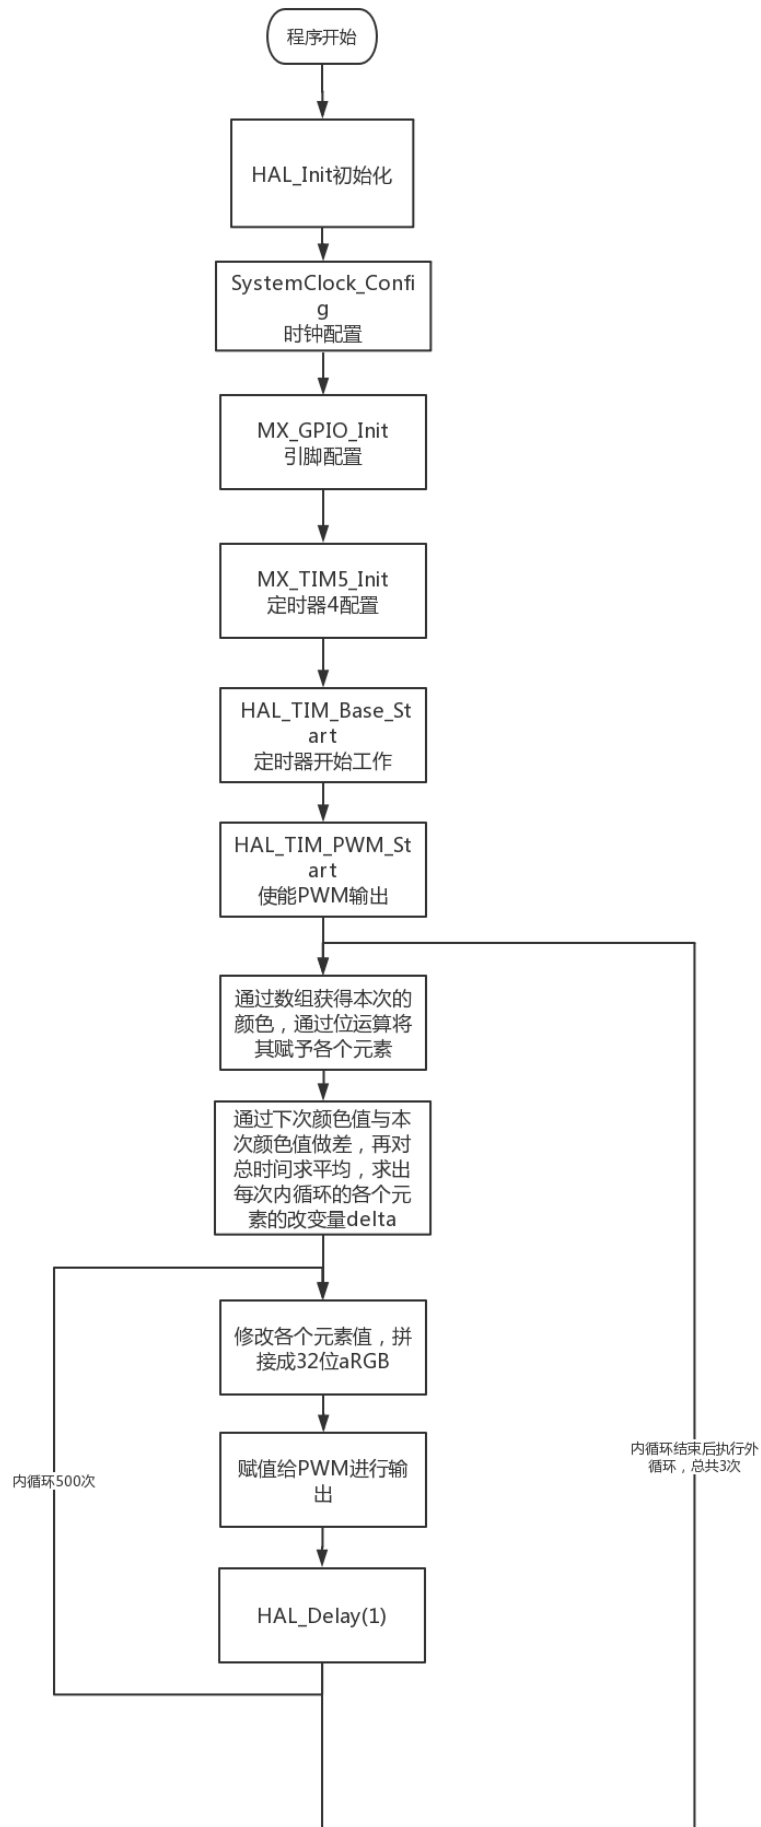 程序开始
HAL_Init初始化
SystemClock_Confi
g
时钟配置
MX_GPIO_Init
引脚配置
MX_TIM5_Init
定时器4配置
HAL_TIM_Base_St
art
定时器开始工作
HAL_TIM_PWM_St
art
使能PWM输出
通过数组获得本次的
颜色，通过位运算将
其赋予各个元素
通过下次颜色值与本
次颜色值做差，再对
总时间求平均，求出
每次内循环的各个元
素的改变量delta
修改各个元素值，拼
接成32位aRGB
内循环结束后执行外
循环，总共3次
内循环500次
赋值给PWM进行输
出
HAL_Delay(1)